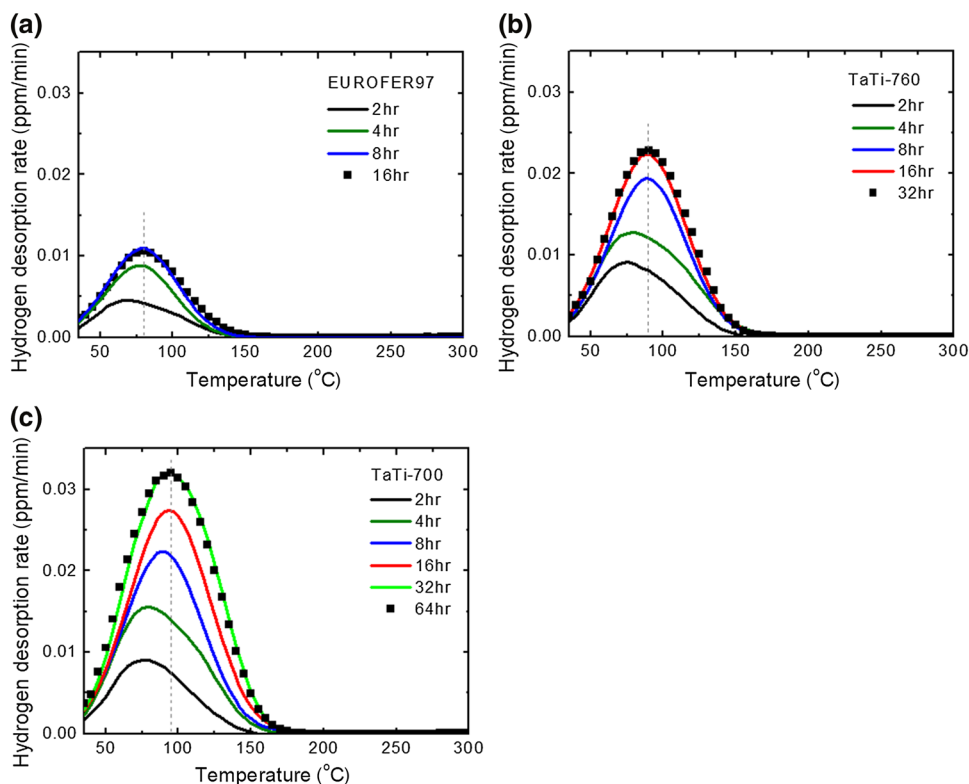 (a)
Hydrogen desorption rate (ppm/min)
0.03
0.02
0.01
0.00
EUROFER97
2hr
4hr
8hr
16hr
50 100 150 200 250 300
Temperature (°C)
(b)
Hydrogen desorption rate (ppm/min)
0.03
0.02
0.01
0.00
TaTi-760
2hr
4hr
8hr
16hr
32hr
50 100 150 200 250 300
Temperature (°C)
(c)
Hydrogen desorption rate (ppm/min)
0.03
0.02
0.01
0.00
TaTi-700
2hr
4hr
8hr
16hr
32hr
64hr
50 100 150 200 250 300
Temperature (°C)